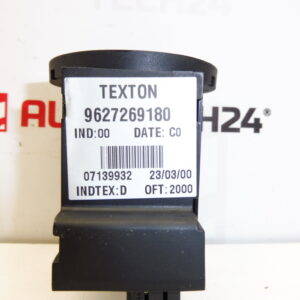 TEXTON
9627269180
IND:00 DATE: C0
07139932 23/03/00
INDTEX:D OFT:2000